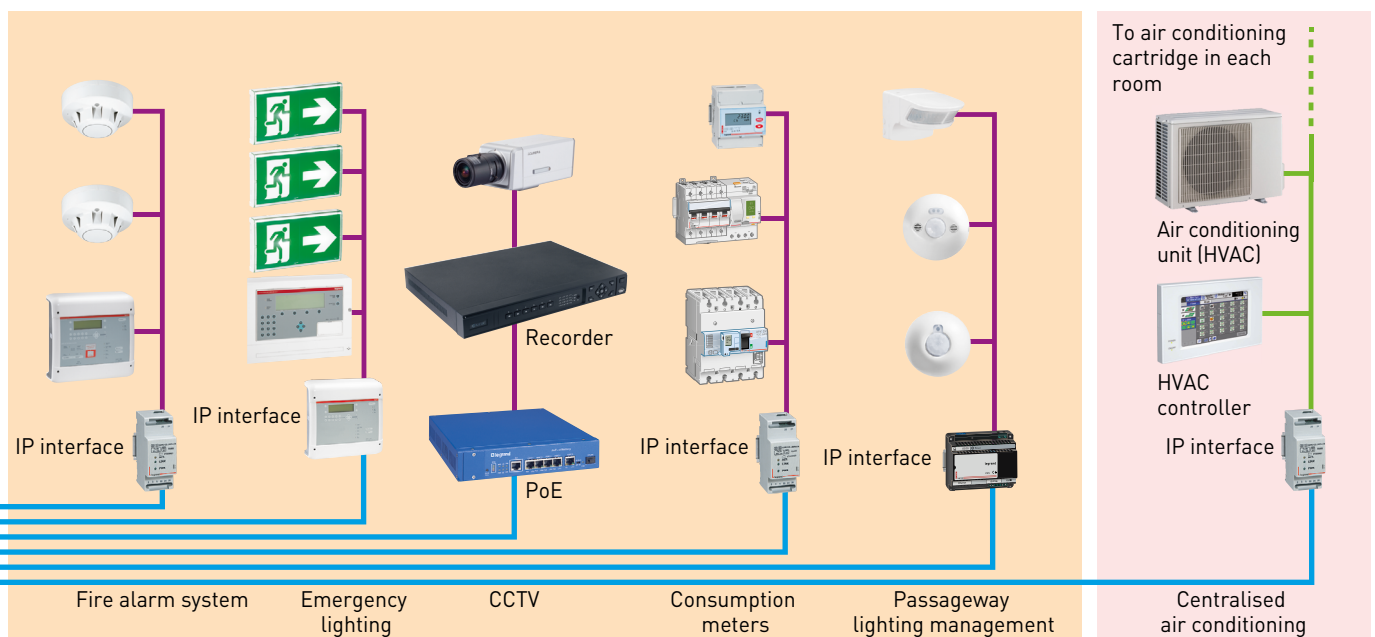 To air conditioning
cartridge in each
room
Air conditioning
unit (HVAC)
Recorder
HVAC
controller
IP interface
IP interface
PoE
IP interface
IP interface
IP interface
legrand
legrand
Fire alarm system
Emergency
lighting
CCTV
Consumption
meters
Passageway
lighting management
Centralised
air conditioning